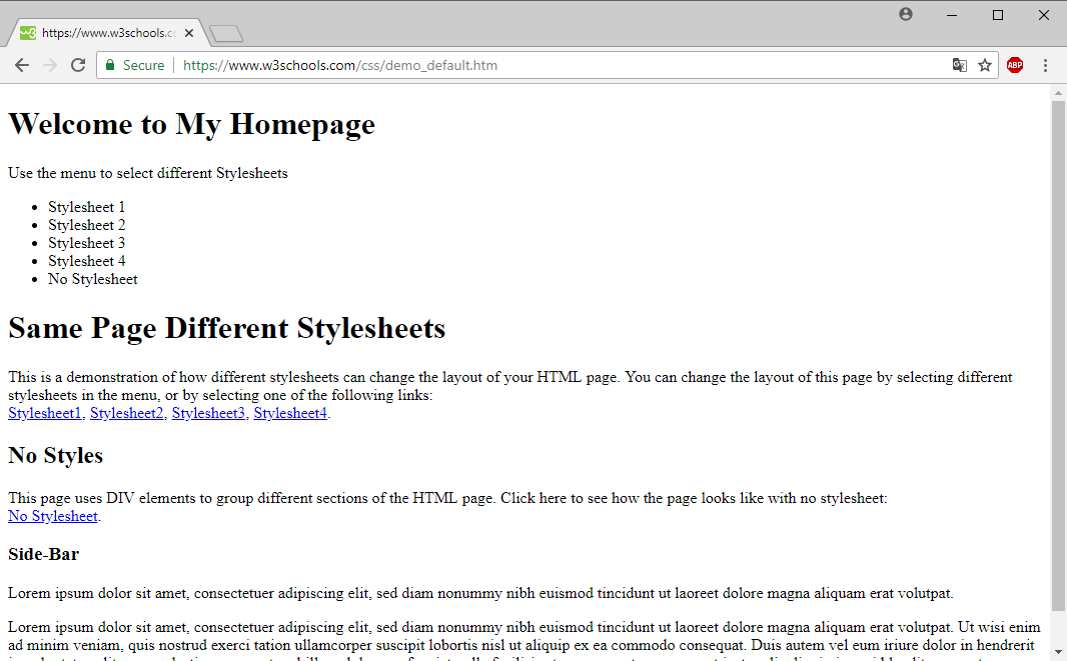 https://www.w3schools.c
Secure https://www.w3schools.com/css/demo_default.htm ABP
Welcome to My Homepage
Use the menu to select different Stylesheets
Stylesheet 1
Stylesheet 2
Stylesheet 3
Stylesheet 4
No Stylesheet
Same Page Different Stylesheets
This is a demonstration of how different stylesheets can change the layout of your HTML page. You can change the layout of this page by selecting different
stylesheets in the menu, or by selecting one of the following links:
Stylesheet1, Stylesheet2, Stylesheet3, Stylesheet4.
No Styles
This page uses DIV elements to group different sections of the HTML page. Click here to see how the page looks like with no stylesheet:
No Stylesheet.
Side-Bar
Lorem ipsum dolor sit amet, consectetuer adipiscing elit, sed diam nonummy nibh euismod tincidunt ut laoreet dolore magna aliquam erat volutpat.
Lorem ipsum dolor sit amet, consectetuer adipiscing elit, sed diam nonummy nibh euismod tincidunt ut laoreet dolore magna aliquam erat volutpat. Ut wisi enim
ad minim veniam, quis nostrud exerci tation ullamcorper suscipit lobortis nisl ut aliquip ex ea commodo consequat. Duis autem vel eum iriure dolor in hendrerit